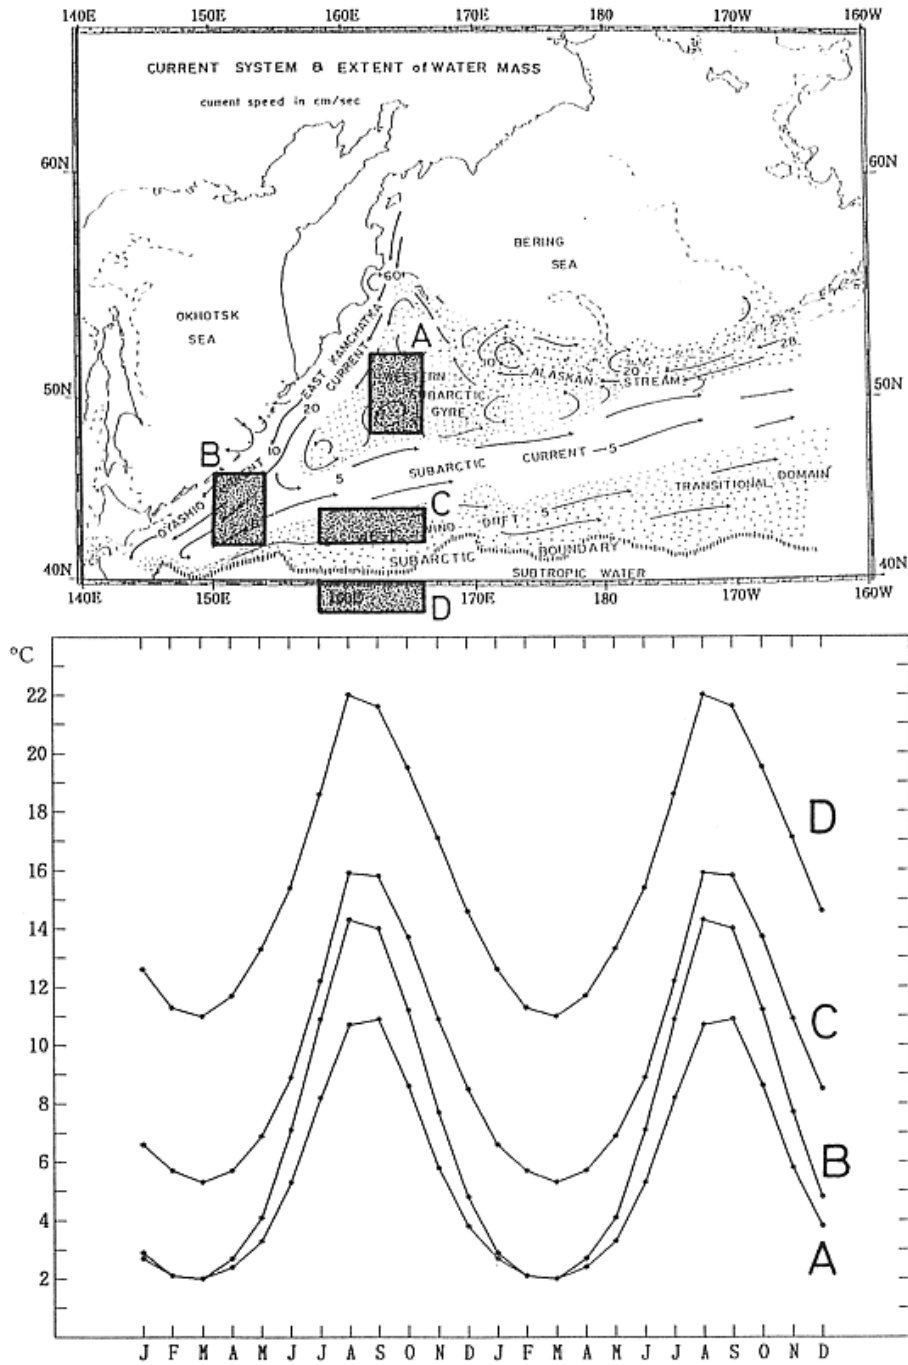 140E 150E 160E 170E 180 170W 160W
CURRENT SYSTEM & EXTENT of WATER MASS
current speed in cm/sec
60N 60N
BERING
SEA
60
OKHOTSK
SEA
EAST KAMCHATKA
CURRENT
A
28
10 ALASKAN STREAM
20
50N 50N
WESTERN
SUBARCTIC
GYRE
20
10
B
5 SUBARCTIC CURRENT 5
OYASHIO
C
TRANSITIONAL DOMAIN
DRIFT 5
SUBARCTIC BOUNDARY
40N 40N
SUBTROPIC WATER
140E 150E 160E 170E 180 170W 160W
D
°C
22
20
18
D
16
14
12
C
10
8
6
B
4
A
2
J F M A M J J A S O N D J F M A M J J A S O N D